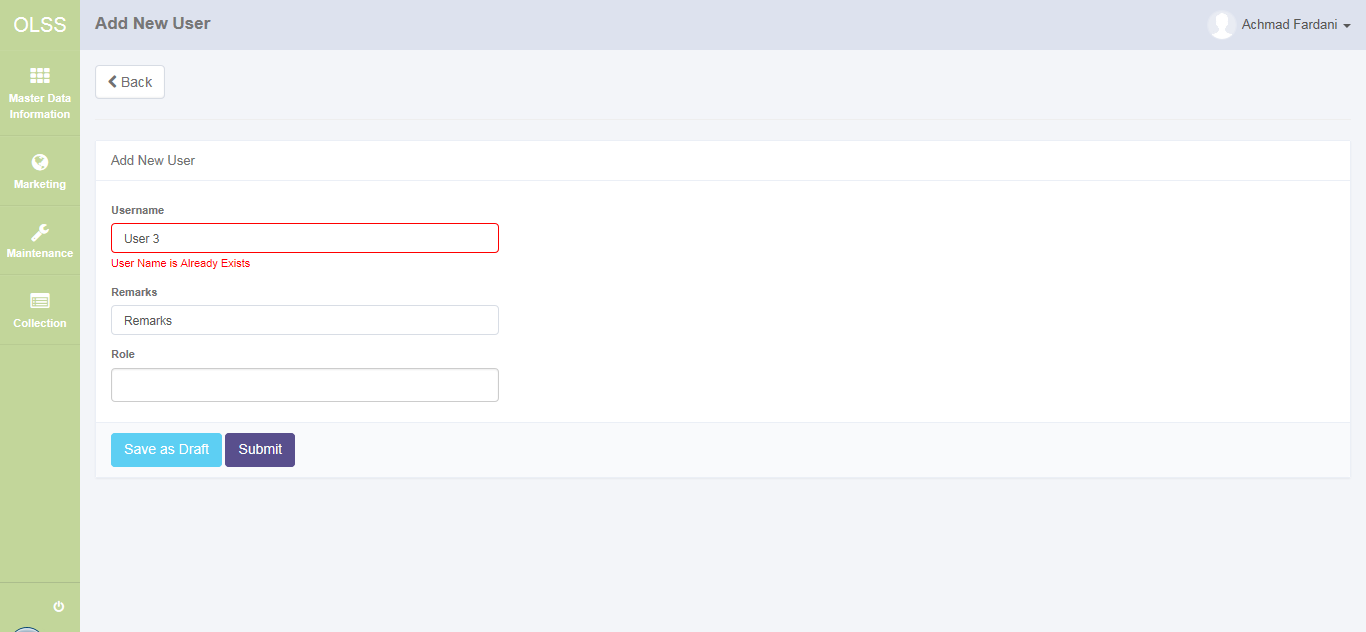 OLSS
Add New User
Achmad Fardani
Back
Master Data
Information
Marketing
Maintenance
Collection
Add New User
Username
User 3
User Name is Already Exists
Remarks
Remarks
Role
Save as Draft
Submit